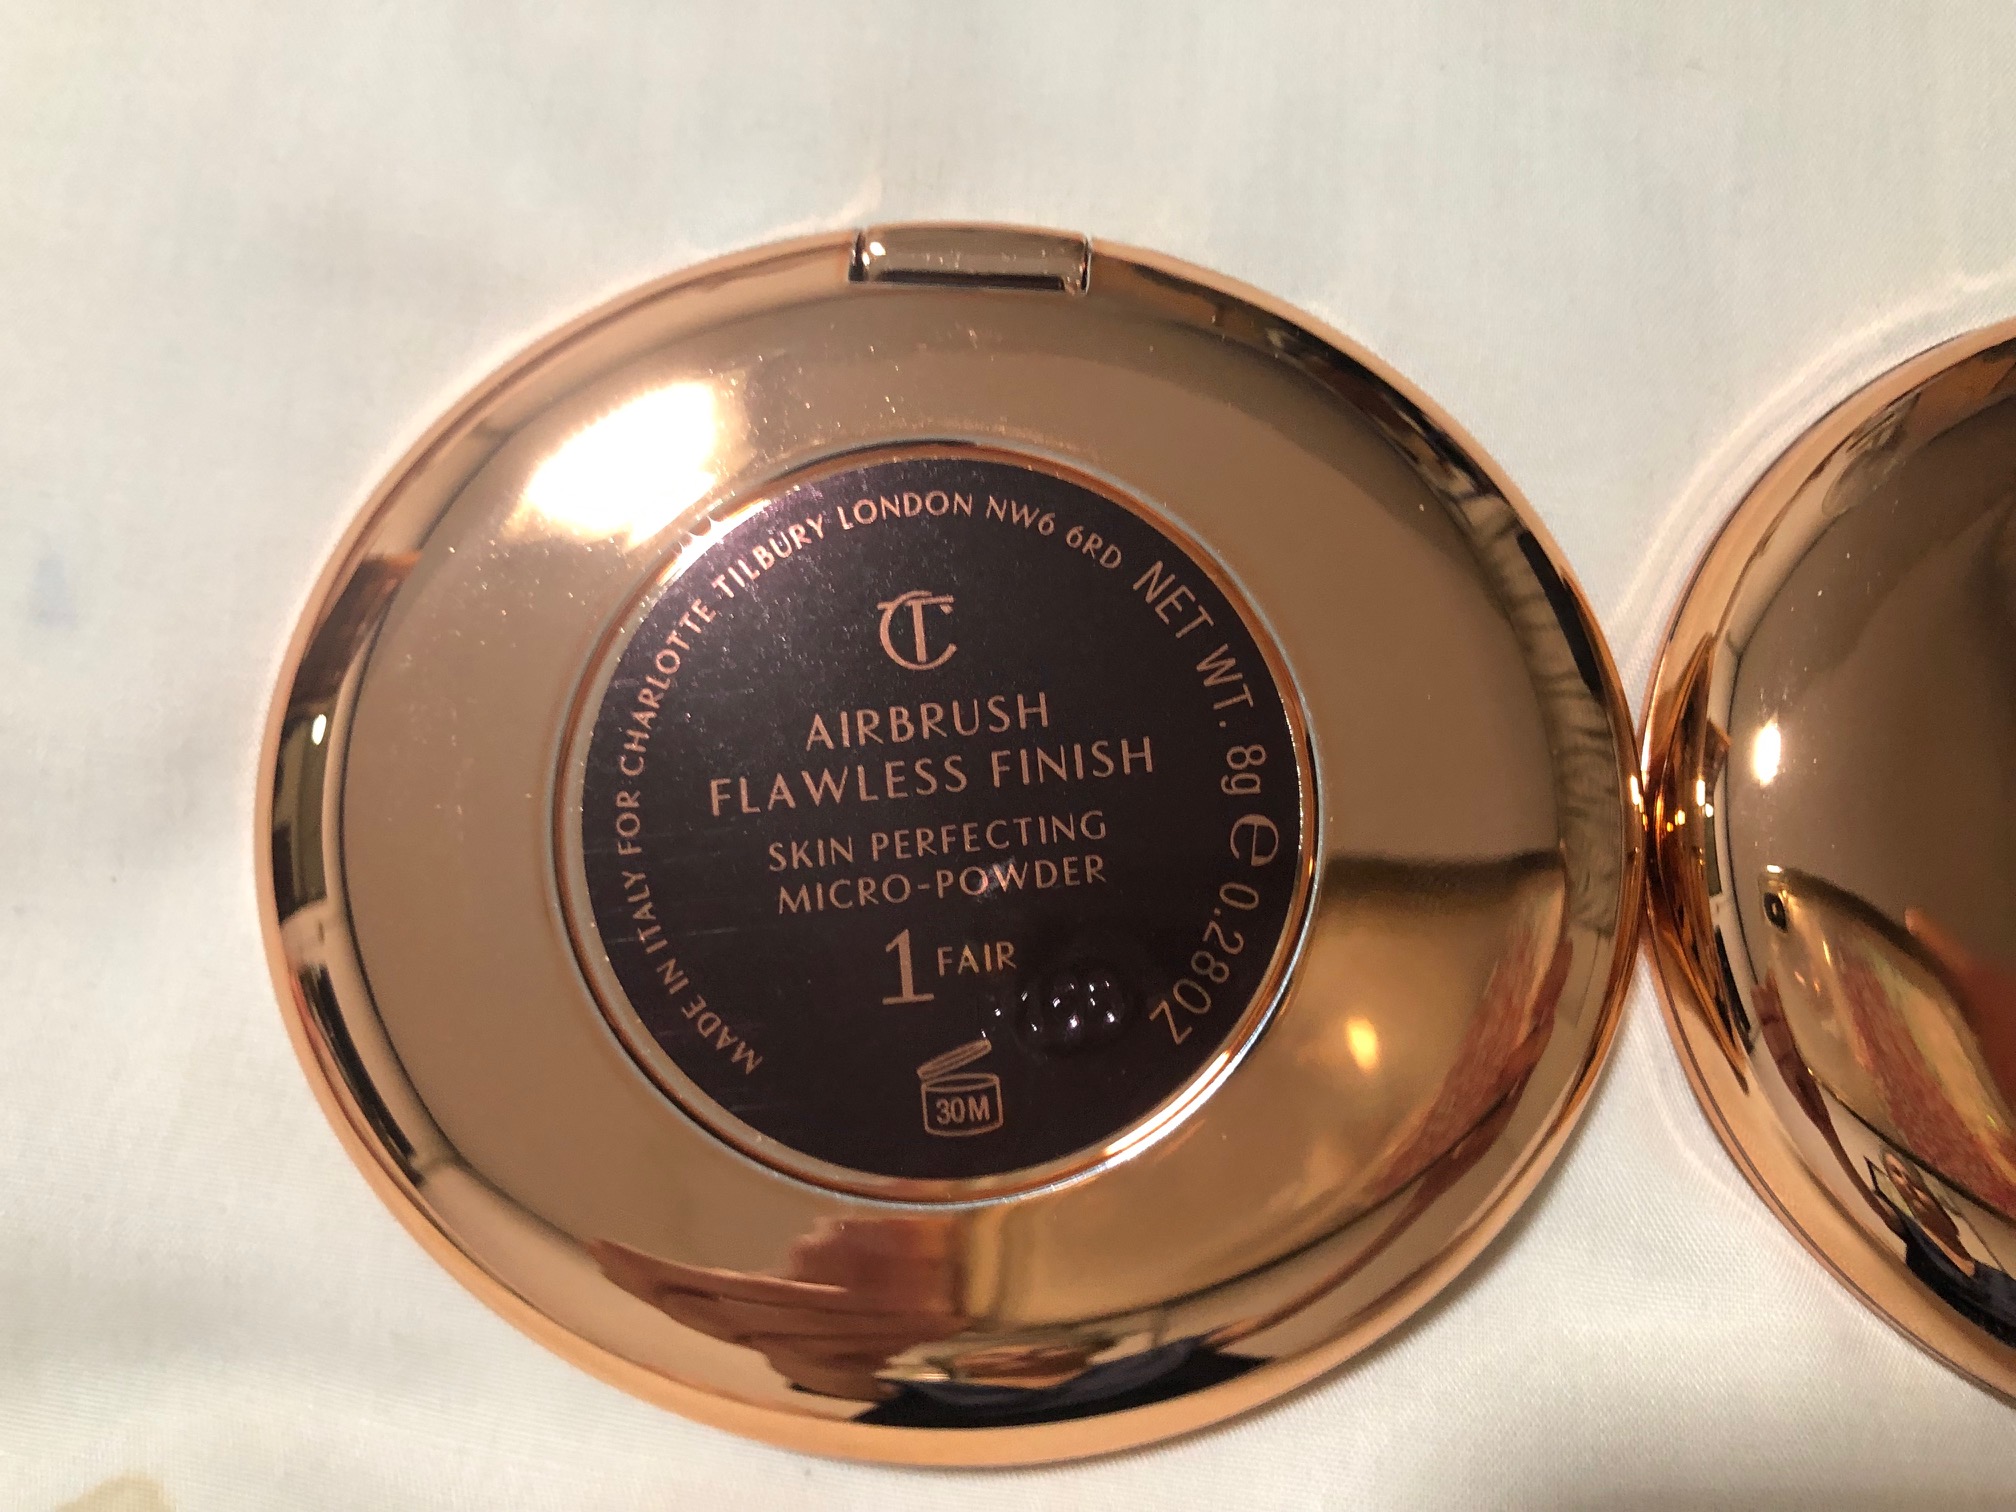 MADE IN ITALY FOR CHARLOTTE TILBURY LONDON NW6 6RD
NET WT. 8g e 0.28OZ
CT
AIRBRUSH
FLAWLESS FINISH
SKIN PERFECTING
MICRO-POWDER
1 FAIR
30M